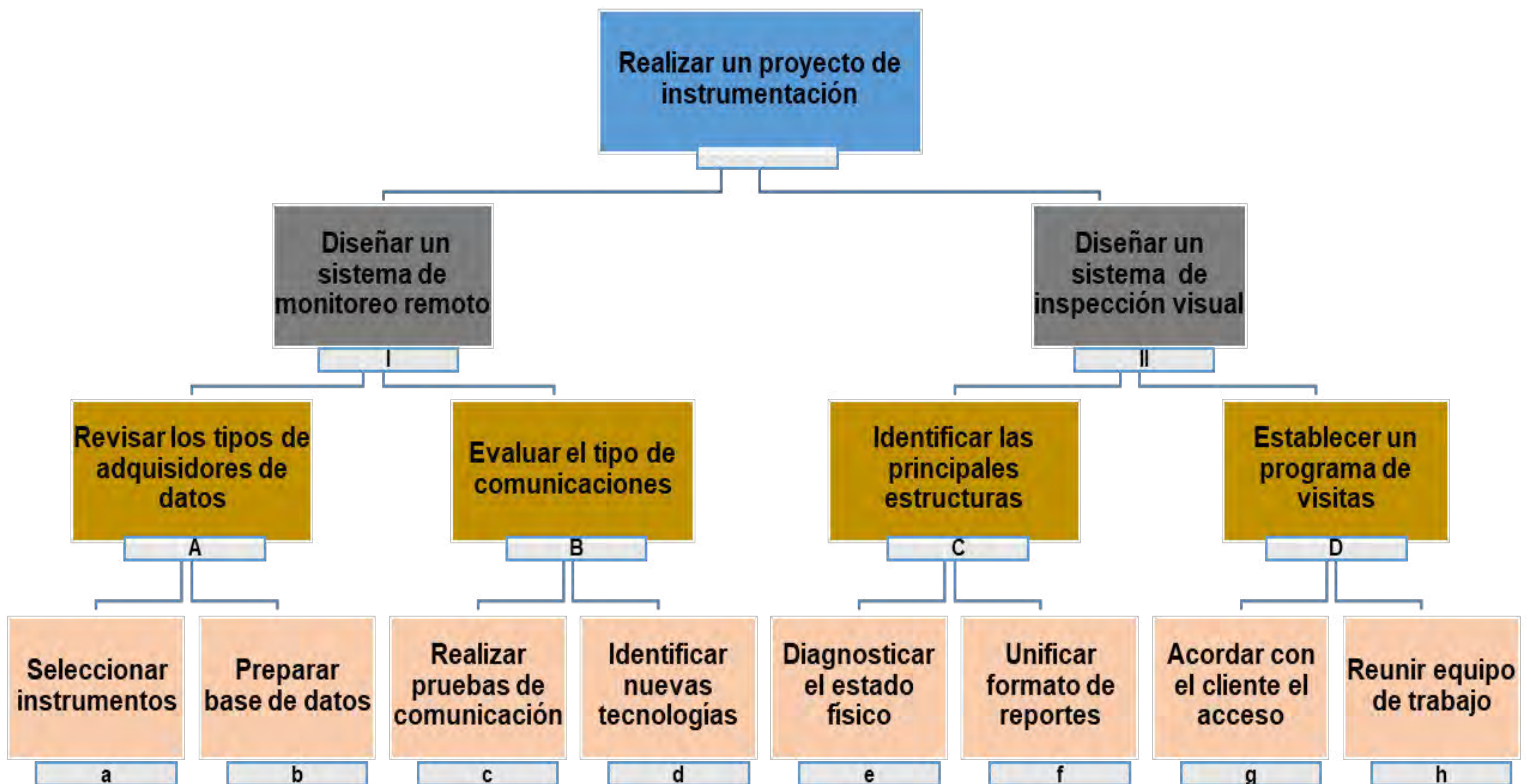 Realizar un proyecto de
instrumentación
Diseñar un
sistema de
monitoreo remoto
I
Diseñar un
sistema de
inspección visual
II
Revisar los tipos de
adquisidores de
datos
A
Evaluar el tipo de
comunicaciones
B
Identificar las
principales
estructuras
C
Establecer un
programa de
visitas
D
Seleccionar
instrumentos
a
Preparar
base de datos
b
Realizar
pruebas de
comunicación
c
Identificar
nuevas
tecnologías
d
Diagnosticar
el estado
físico
e
Unificar
formato de
reportes
f
Acordar con
el cliente el
acceso
g
Reunir equipo
de trabajo
h